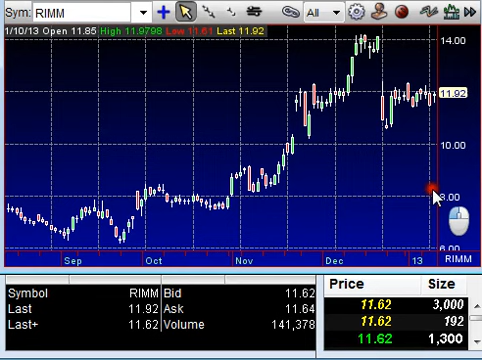 Sym: RIMM All
1/10/13 Open 11.85 High 11.9798 Low 11.61 Last 11.92
14.00
11.92
10.00
8.00
6.00
Sep Oct Nov Dec 13 RIMM
Symbol RIMM Bid 11.62
Last 11.92 Ask 11.64
Last+ 11.62 Volume 141,378
Price Size
11.62 3,000
11.62 192
11.62 1,300